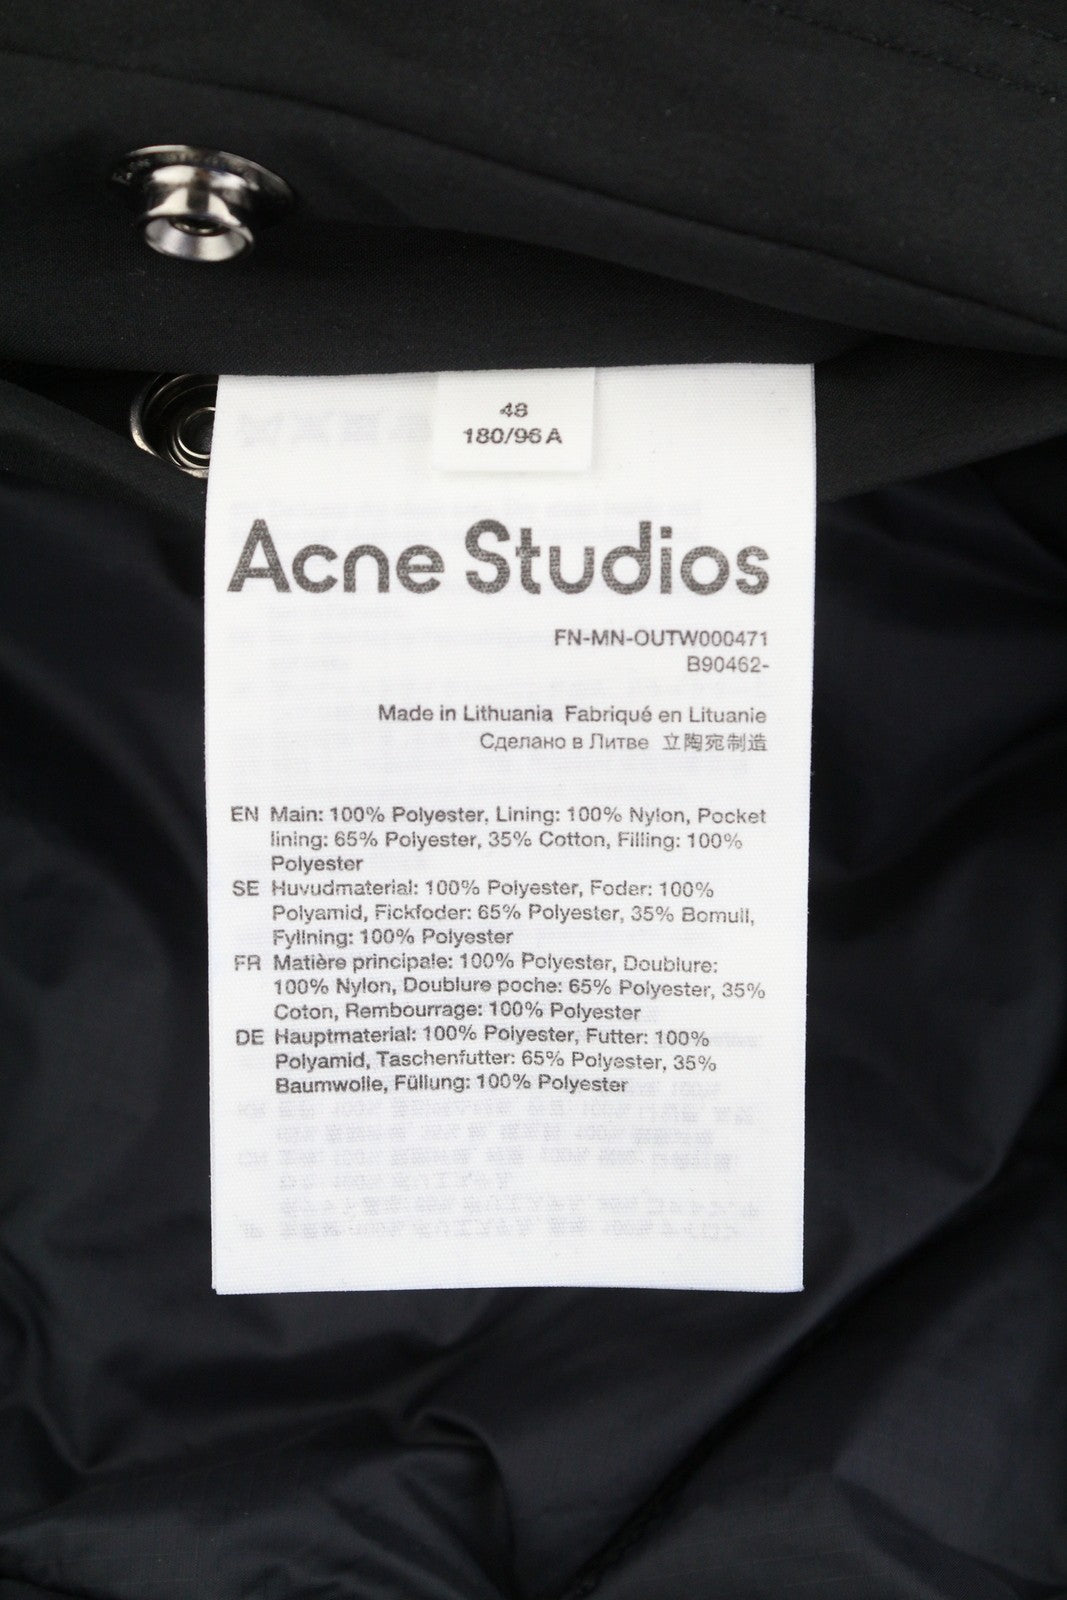 48
180/96 A
Acne Studios
FN-MN-OUTW000471
B90462-
Made in Lithuania Fabriqué en Lituanie
Сделано в Литве 立陶宛制造
EN Main: 100% Polyester, Lining: 100% Nylon, Pocket
lining: 65% Polyester, 35% Cotton, Filling: 100%
Polyester
SE Huvudmaterial: 100% Polyester, Foder: 100%
Polyamid, Fickfoder: 65% Polyester, 35% Bomull,
Fyllning: 100% Polyester
FR Matière principale: 100% Polyester, Doublure:
100% Nylon, Doublure poche: 65% Polyester, 35%
Coton, Rembourrage: 100% Polyester
DE Hauptmaterial: 100% Polyester, Futter: 100%
Polyamid, Taschenfutter: 65% Polyester, 35%
Baumwolle, Füllung: 100% Polyester